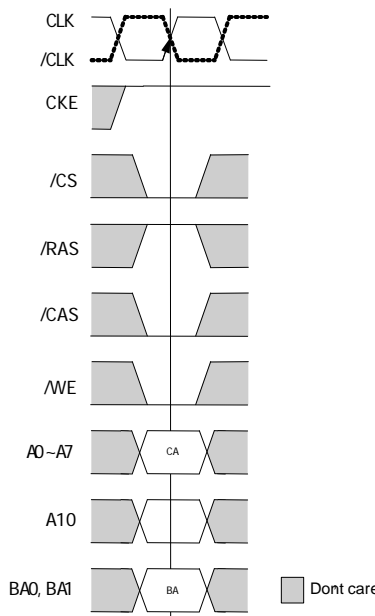 CLK
/CLK
CKE
/CS
/RAS
/CAS
/WE
A0~A7
CA
A10
BA0, BA1
BA
Dont care